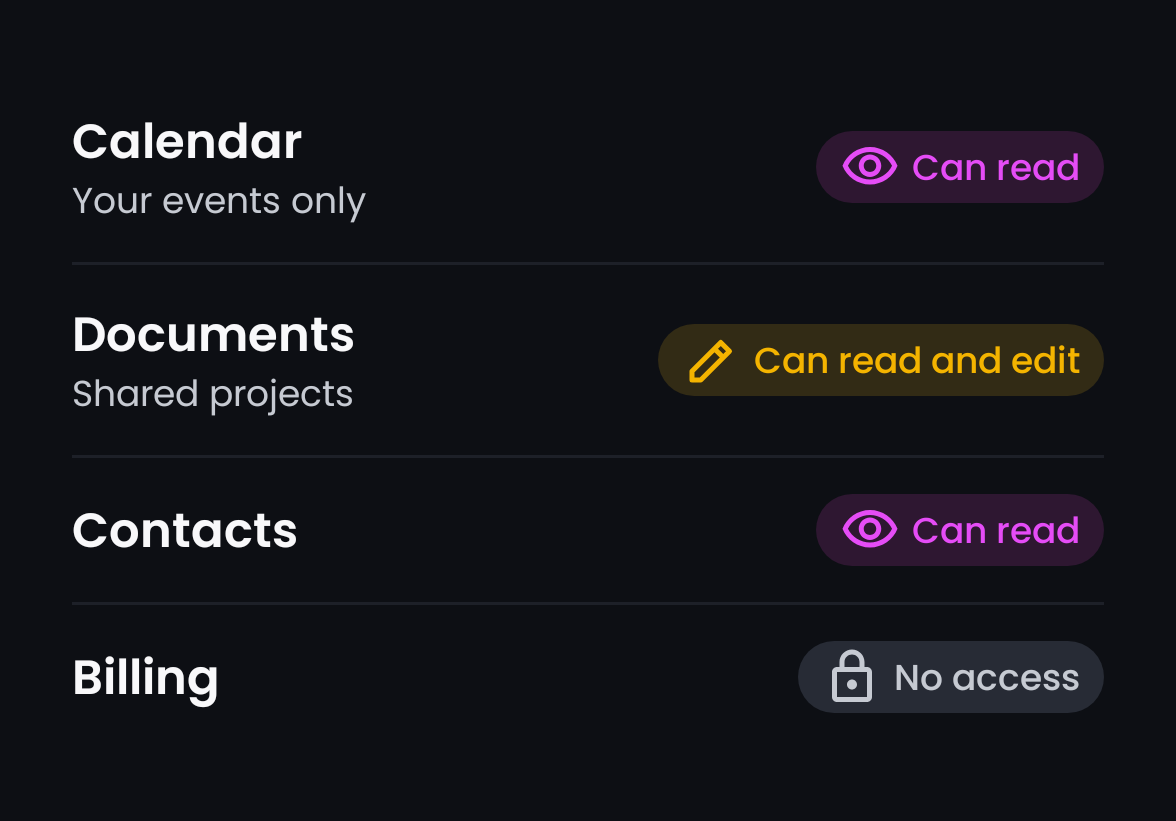 Calendar
Your events only
Can read
Documents
Shared projects
Can read and edit
Contacts
Can read
Billing
No access